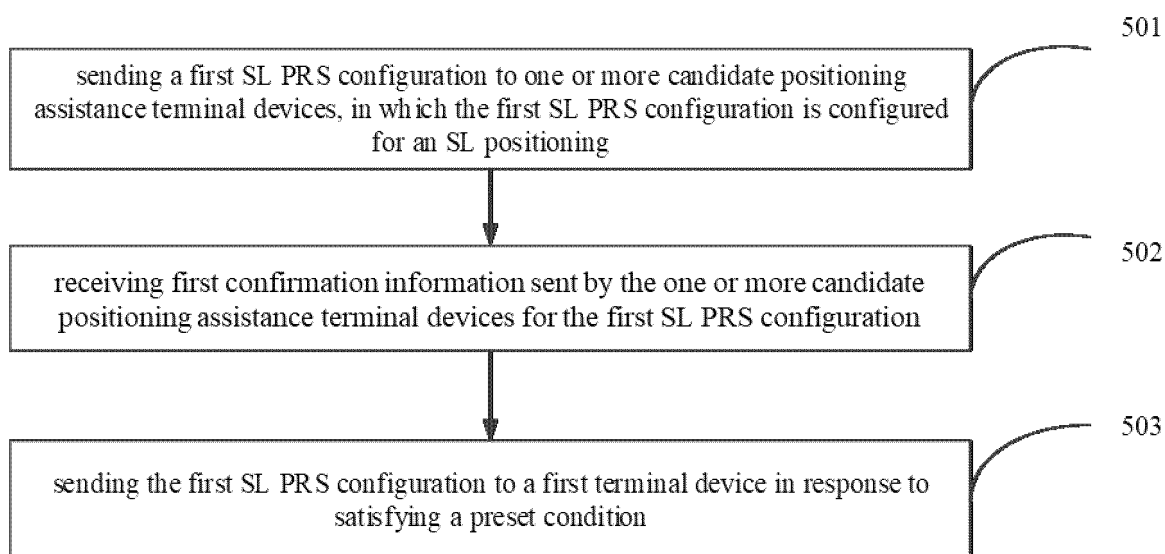 501
sending a first SL PRS configuration to one or more candidate positioning
assistance terminal devices, in which the first SL PRS configuration is configured
for an SL positioning
502
receiving first confirmation information sent by the one or more candidate
positioning assistance terminal devices for the first SL PRS configuration
503
sending the first SL PRS configuration to a first terminal device in response to
satisfying a preset condition